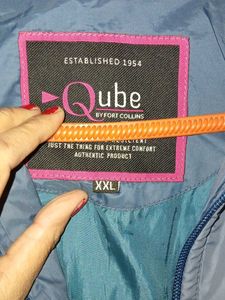 ESTABLISHED 1954
Qube
BY FORT COLLINS
JUST THE THING FOR EXTREME COMFORT
AUTHENTIC PRODUCT
XXL